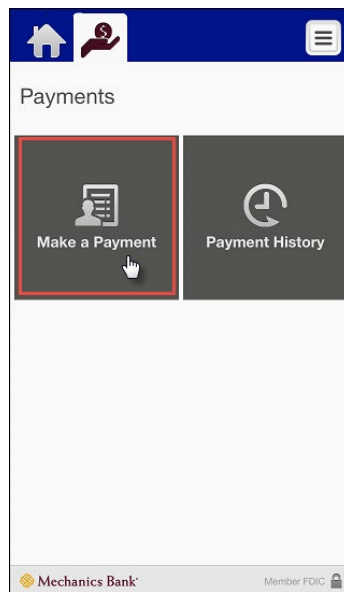 Payments
Make a Payment
Payment History
Mechanics Bank
Member FDIC